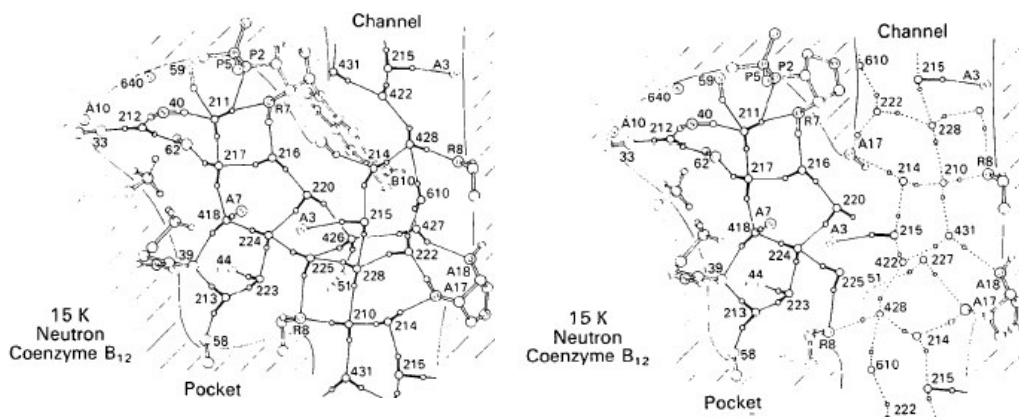 Channel
431
215
A3
P2
P5
59
640
422
A10
40
211
R7
212
33
428
R8
62
217
216
214
B10
220
610
A7
A3
215
418
427
426
224
222
39
44
225
228
A18
51
A17
213
223
210
214
R8
15 K
Neutron
Coenzyme B12
58
431
215
Pocket
Channel
610
215
A3
P2
P5
59
640
222
A10
40
211
R7
228
212
33
A17
62
217
216
214
210
R8
220
A7
A3
215
431
418
224
422
227
39
44
51
A18
225
A17
213
223
428
214
R8
15 K
Neutron
Coenzyme B12
58
610
215
222
Pocket